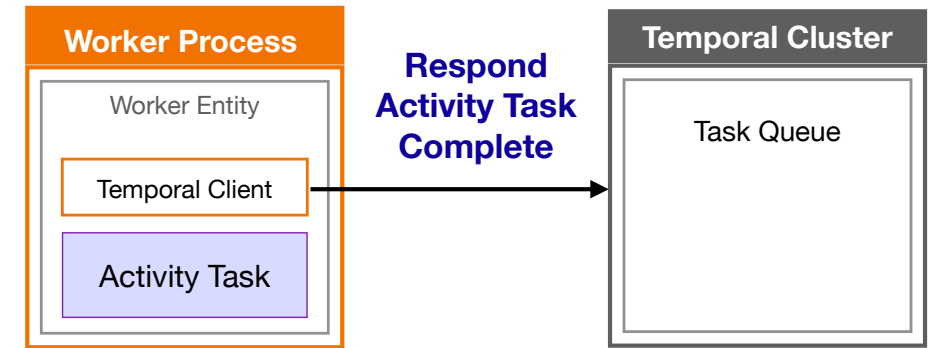 Worker Process
Worker Entity
Temporal Client
Activity Task
Respond
Activity Task
Complete
Temporal Cluster
Task Queue